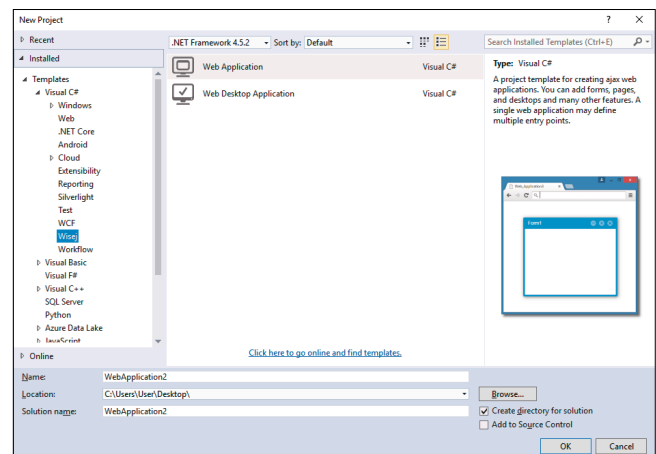 New Project
? ×
Recent
.NET Framework 4.5.2 Sort by: Default
Search Installed Templates (Ctrl+E)
Installed
Templates
Visual C#
Windows
Web
.NET Core
Android
Cloud
Extensibility
Reporting
Silverlight
Test
WCF
Wisej
Workflow
Visual Basic
Visual F#
Visual C++
SQL Server
Python
Azure Data Lake
JavaScript
Online
Web Application Visual C#
Web Desktop Application Visual C#
Click here to go online and find templates.
Type: Visual C#
A project template for creating ajax web
applications. You can add forms, pages,
and desktops and many other features. A
single web application may define
multiple entry points.
Name: WebApplication2
Location: C:\Users\User\Desktop\
Browse...
Solution name: WebApplication2
Create directory for solution
Add to Source Control
OK Cancel